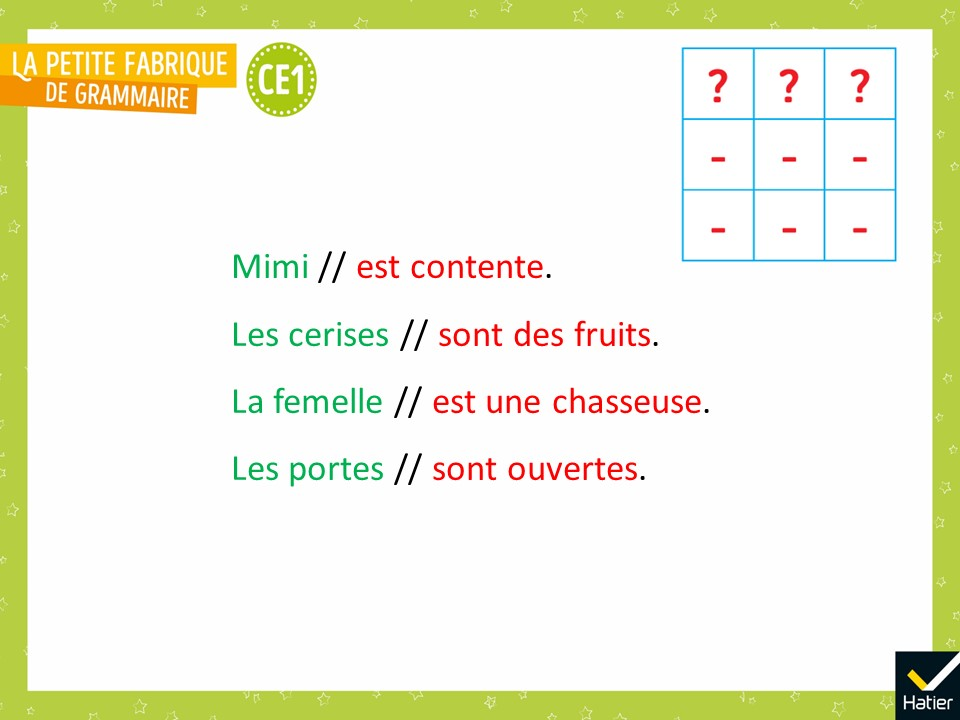 LA PETITE FABRIQUE
DE GRAMMAIRE
CE1
? ? ?
- - -
- - -
Mimi // est contente.
Les cerises // sont des fruits.
La femelle // est une chasseuse.
Les portes // sont ouvertes.
Hatier